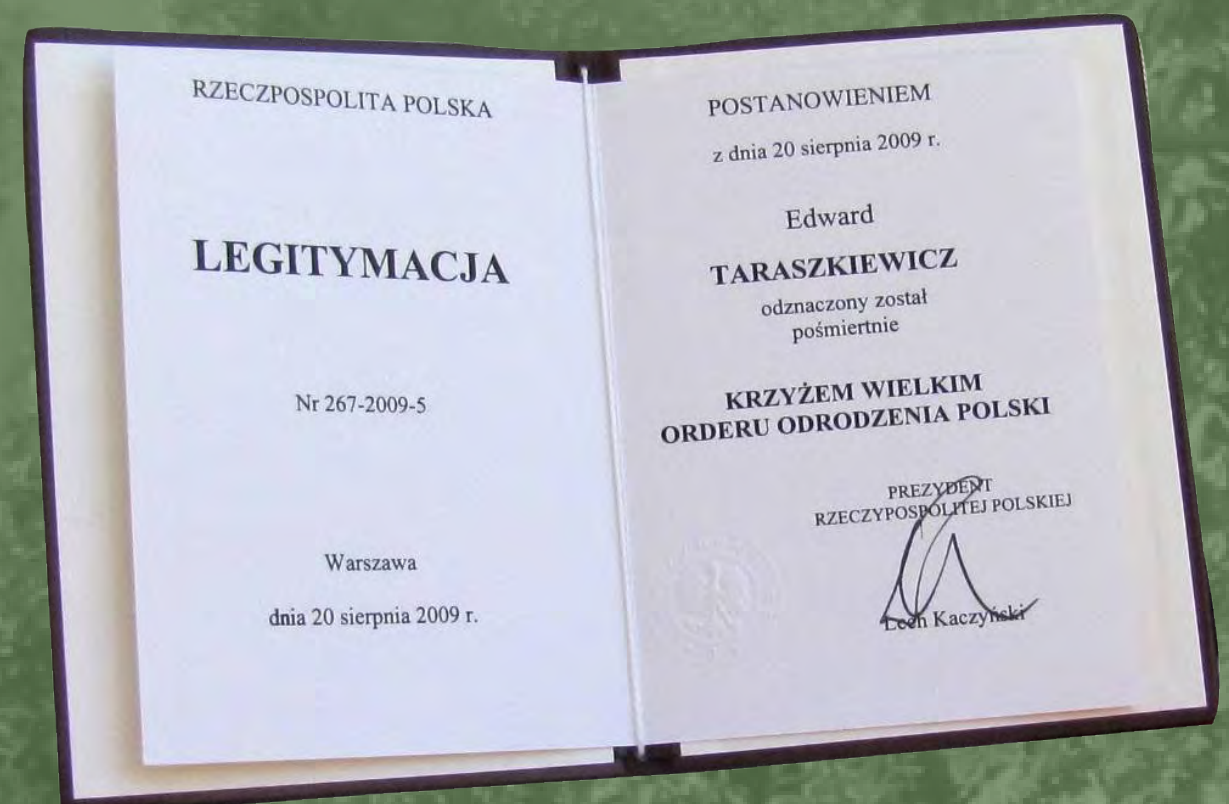 RZECZPOSPOLITA POLSKA
LEGITYMACJA
Nr 267-2009-5
Warszawa
dnia 20 sierpnia 2009 r.
POSTANOWIENIEM
z dnia 20 sierpnia 2009 r.
Edward
TARASZKIEWICZ
odznaczony został
pośmiertnie
KRZYŻEM WIELKIM
ORDERU ODRODZENIA POLSKI
PREZYDENT
RZECZYPOSPOLITEJ POLSKIEJ
Lech Kaczyński